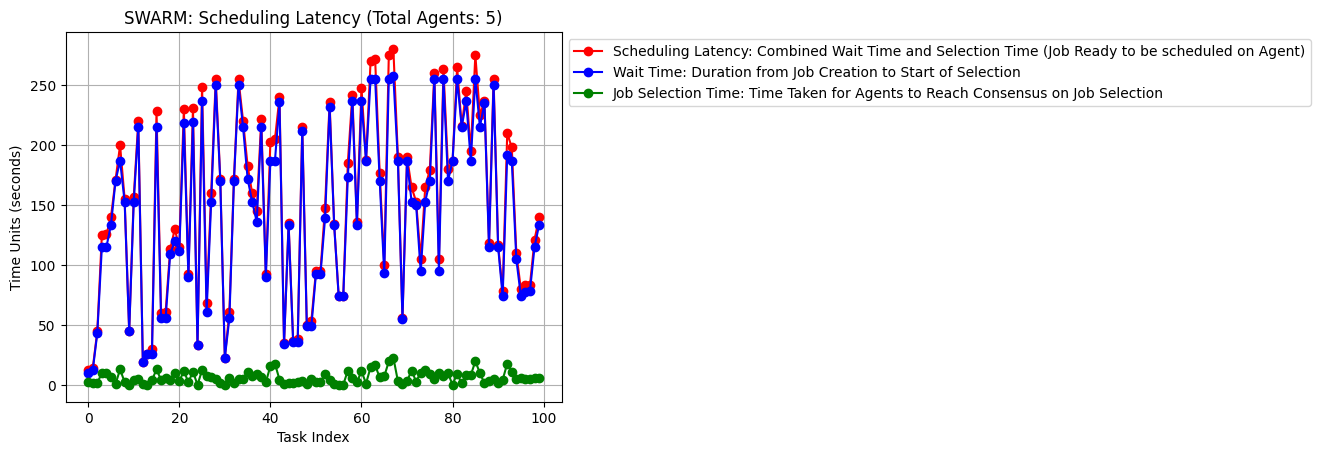 SWARM: Scheduling Latency (Total Agents: 5)
Scheduling Latency: Combined Wait Time and Selection Time (Job Ready to be scheduled on Agent)
Wait Time: Duration from Job Creation to Start of Selection
Job Selection Time: Time Taken for Agents to Reach Consensus on Job Selection
Time Units (seconds)
250
200
150
100
50
0
0 20 40 60 80 100
Task Index